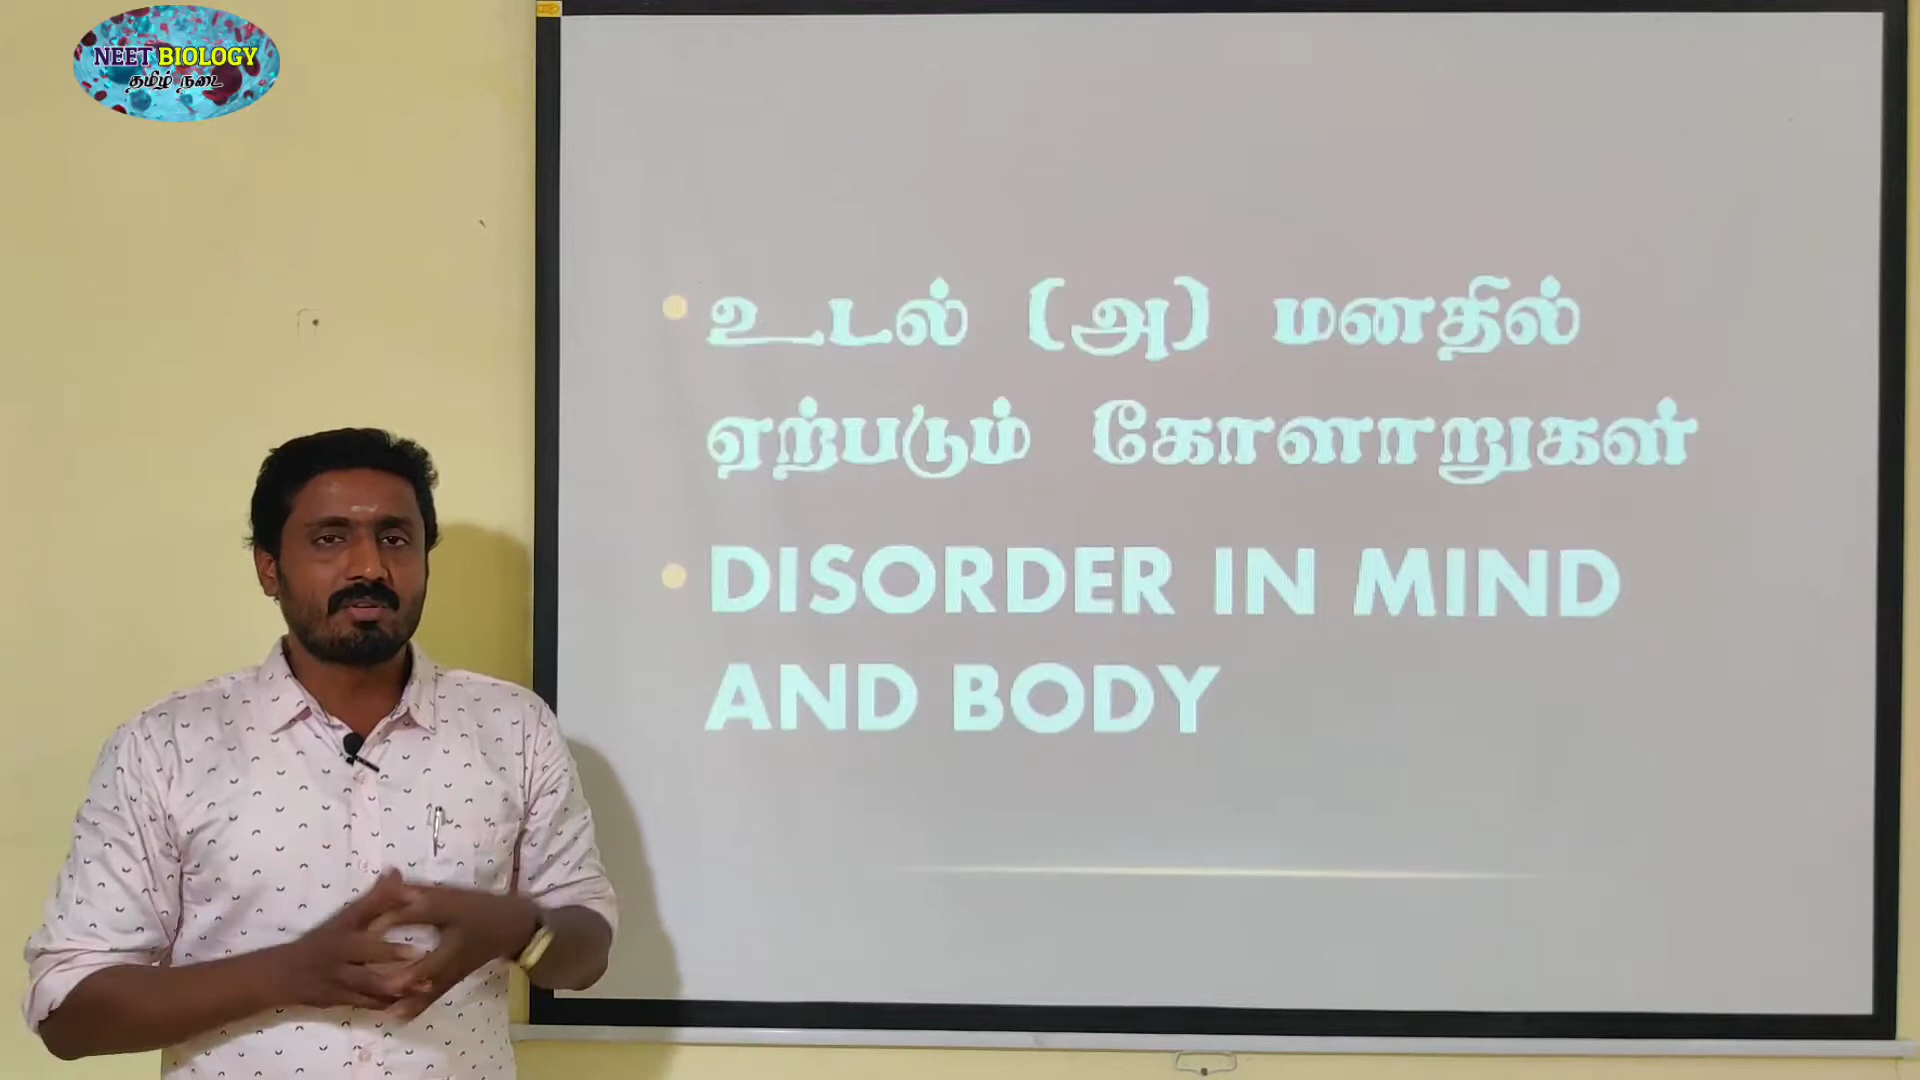 NEET BIOLOGY
தமிழ் நடை
உடல் (அ) மனதில்
ஏற்படும் கோளாறுகள்
DISORDER IN MIND
AND BODY